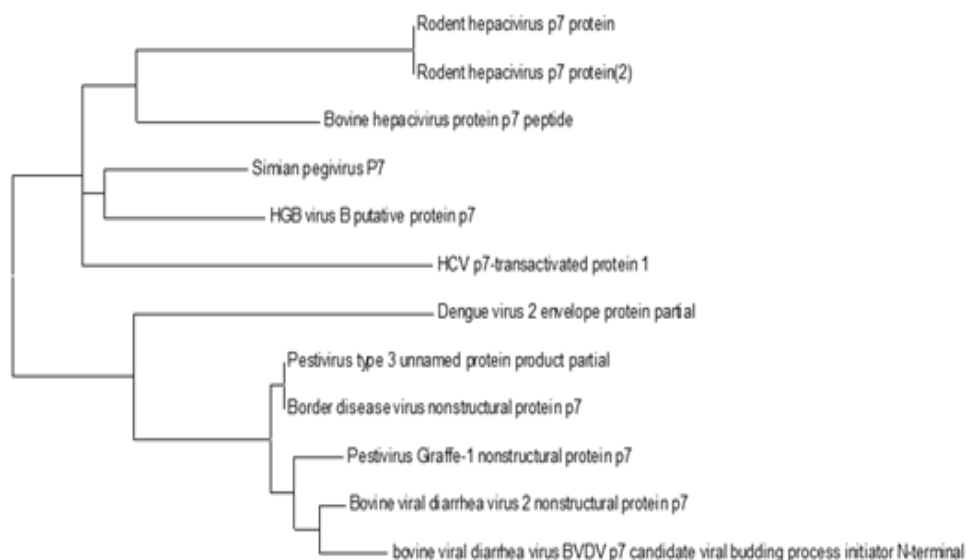 Rodent hepacivirus p7 protein
Rodent hepacivirus p7 protein(2)
Bovine hepacivirus protein p7 peptide
Simian pegivirus P7
HGB virus B putative protein p7
HCV p7-transactivated protein 1
Dengue virus 2 envelope protein partial
Pestivirus type 3 unnamed protein product partial
Border disease virus nonstructural protein p7
Pestivirus Giraffe-1 nonstructural protein p7
Bovine viral diarrhea virus 2 nonstructural protein p7
bovine viral diarrhea virus BVDV p7 candidate viral budding process initiator N-terminal